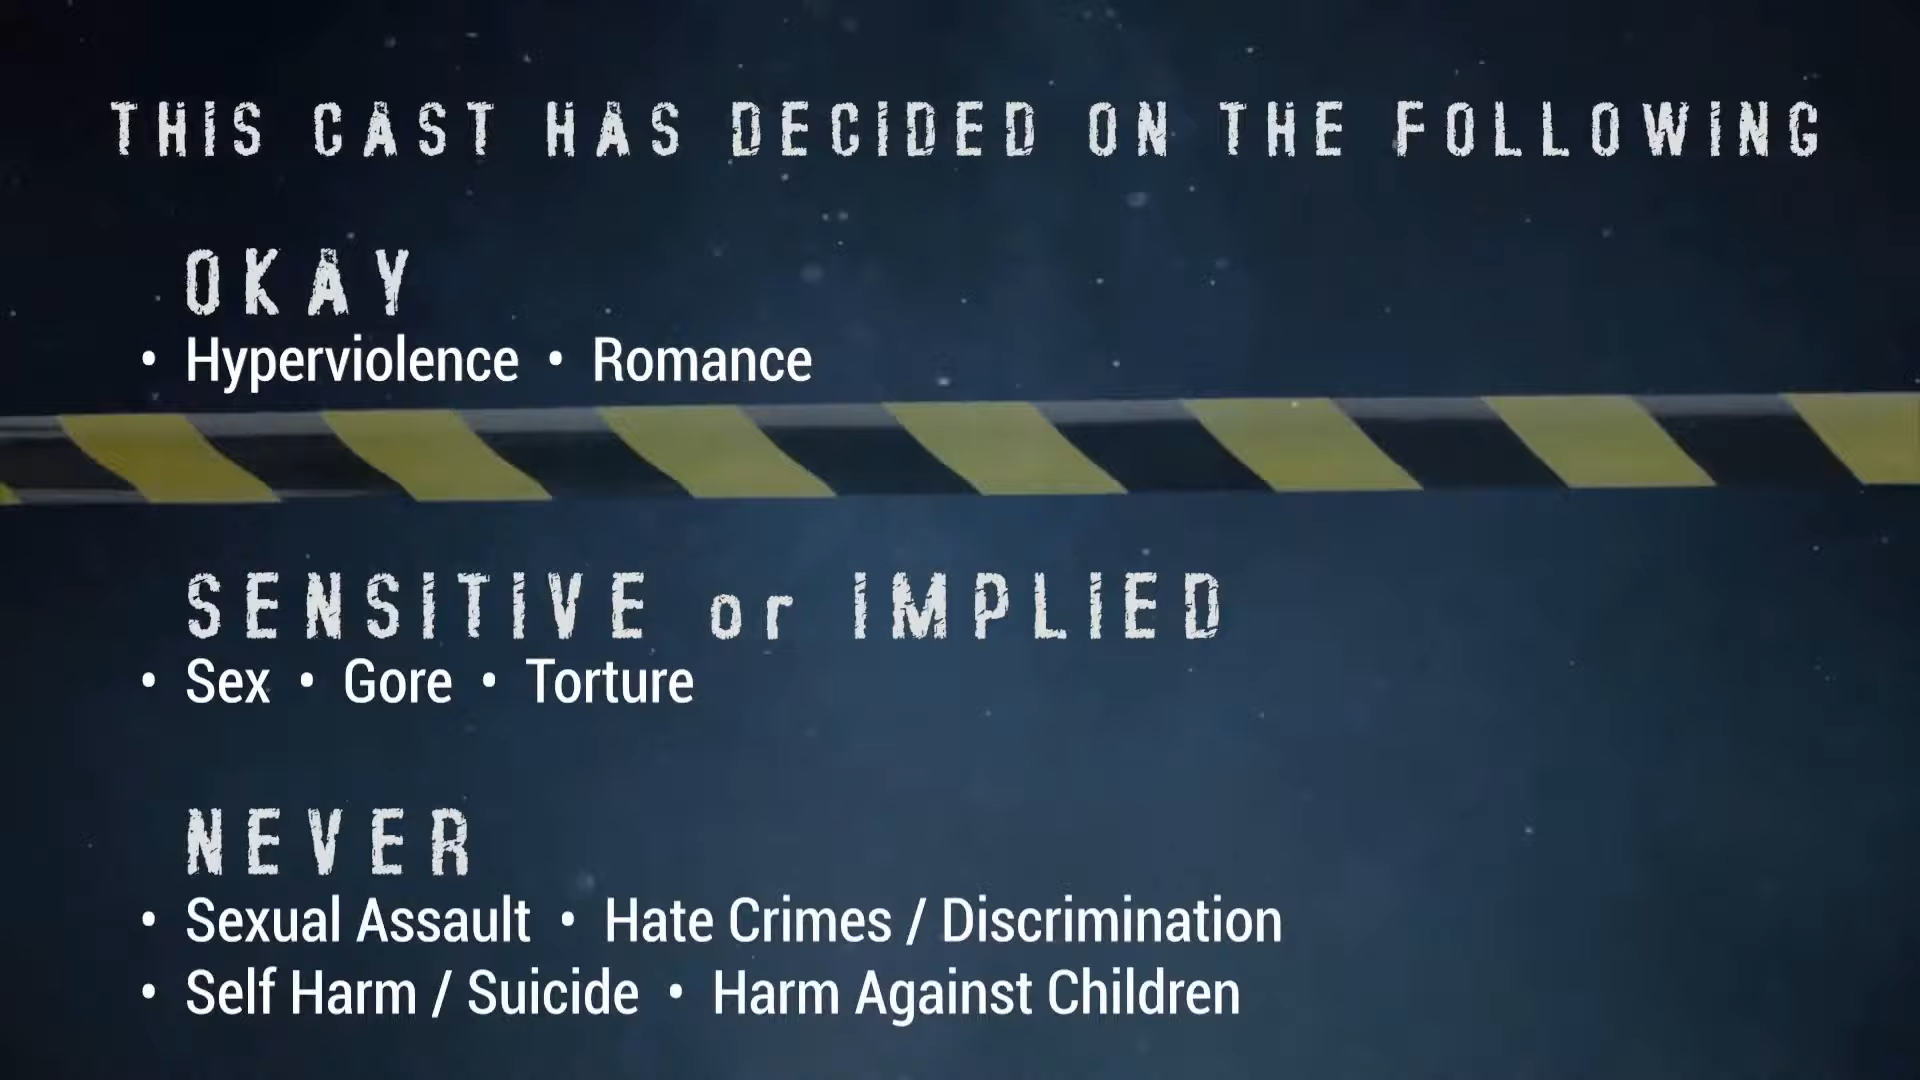 THIS CAST HAS DECIDED ON THE FOLLOWING
OKAY
• Hyperviolence • Romance
SENSITIVE or IMPLIED
• Sex • Gore • Torture
NEVER
• Sexual Assault • Hate Crimes / Discrimination
• Self Harm / Suicide • Harm Against Children